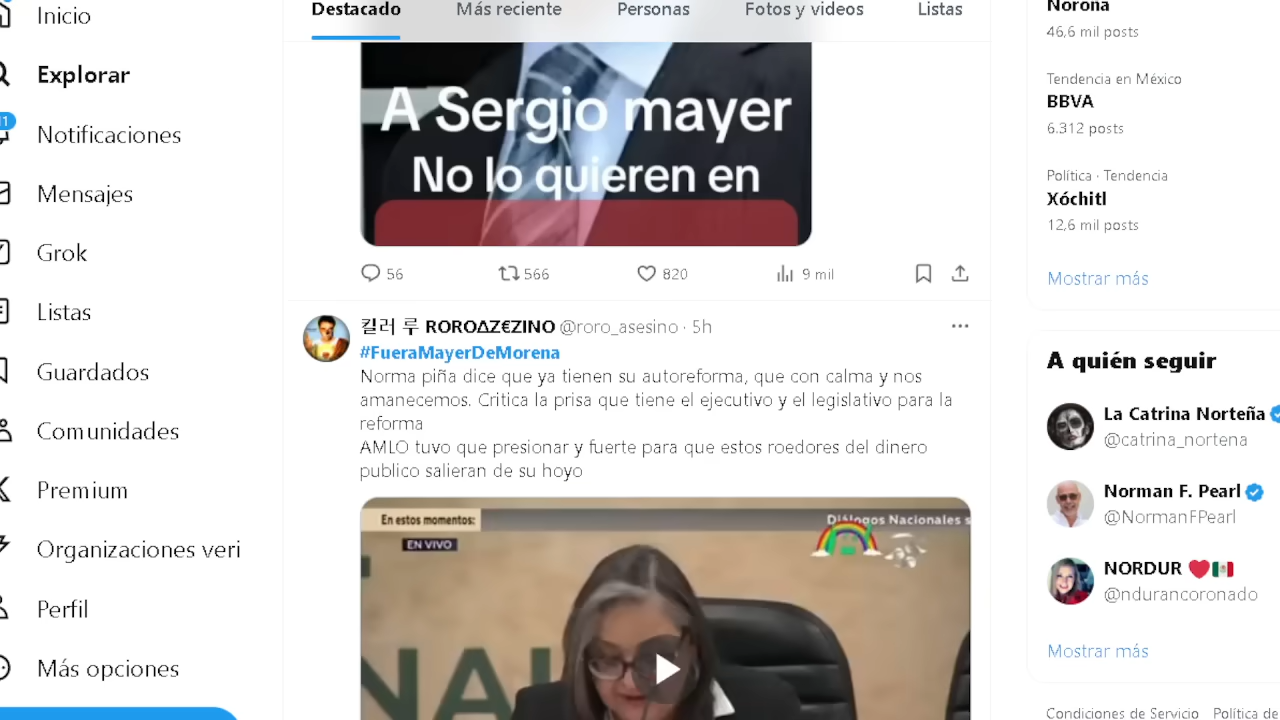 Inicio
Explorar
11
Notificaciones
Mensajes
Grok
Listas
Guardados
Comunidades
Premium
Organizaciones veri
Perfil
Más opciones
Destacado Más reciente Personas Fotos y videos Listas
A Sergio mayer
No lo quieren en
56 566 820 9 mil
킬러 루 RORO∆Z€ZINO @roro_asesino · 5h
#FueraMayerDeMorena
Norma piña dice que ya tienen su autoreforma, que con calma y nos
amanecemos. Critica la prisa que tiene el ejecutivo y el legislativo para la
reforma
AMLO tuvo que presionar y fuerte para que estos roedores del dinero
publico salieran de su hoyo
En estos momentos:
EN VIVO
Diálogos Nacionales s
NAL
Noroña
46,6 mil posts
Tendencia en México
BBVA
6.312 posts
Política · Tendencia
Xóchitl
12,6 mil posts
Mostrar más
A quién seguir
La Catrina Norteña
@catrina_nortena
Norman F. Pearl
@NormanFPearl
NORDUR
@ndurancoronado
Mostrar más
Condiciones de Servicio Política de